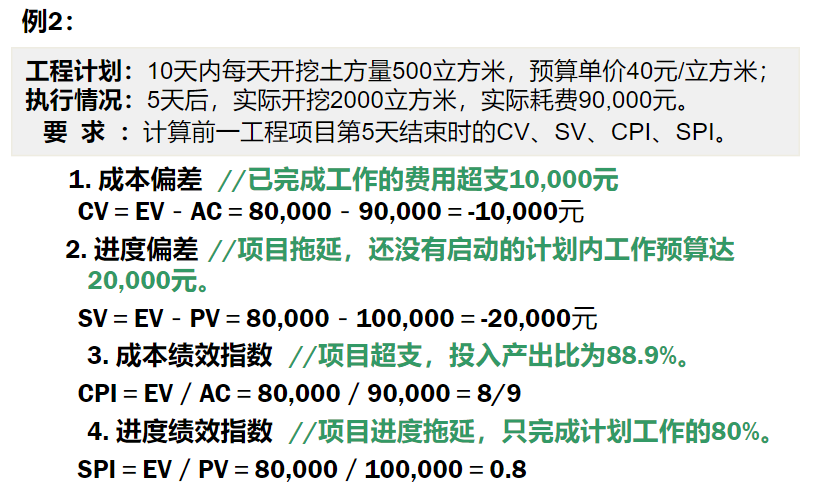 例2：
工程计划：10天内每天开挖土方量500立方米，预算单价40元/立方米；
执行情况：5天后，实际开挖2000立方米，实际耗费90,000元。
要 求 ：计算前一工程项目第5天结束时的CV、SV、CPI、SPI。
1. 成本偏差 //已完成工作的费用超支10,000元
CV = EV - AC = 80,000 - 90,000 = -10,000元
2. 进度偏差 //项目拖延，还没有启动的计划内工作预算达
20,000元。
SV = EV - PV = 80,000 - 100,000 = -20,000元
3. 成本绩效指数 //项目超支，投入产出比为88.9%。
CPI = EV / AC = 80,000 / 90,000 = 8/9
4. 进度绩效指数 //项目进度拖延，只完成计划工作的80%。
SPI = EV / PV = 80,000 / 100,000 = 0.8